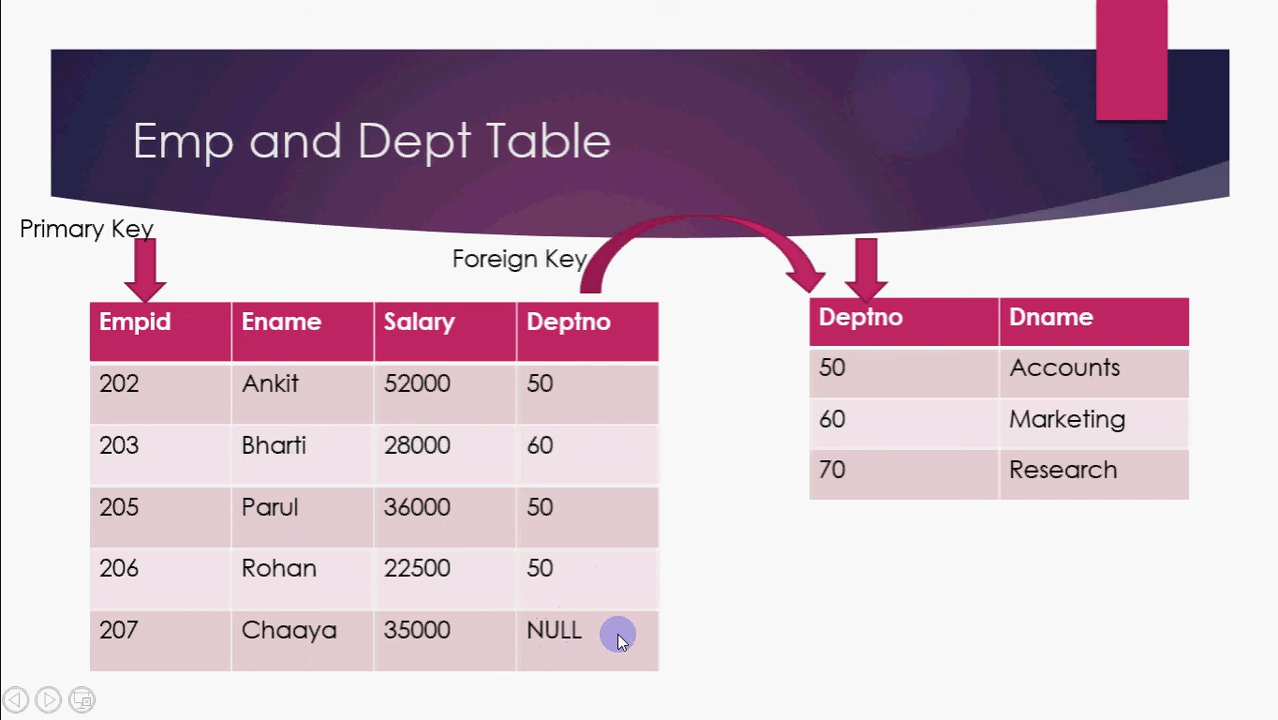 Emp and Dept Table
Primary Key
Foreign Key
Empid Ename Salary Deptno
202 Ankit 52000 50
203 Bharti 28000 60
205 Parul 36000 50
206 Rohan 22500 50
207 Chaaya 35000 NULL
Deptno Dname
50 Accounts
60 Marketing
70 Research